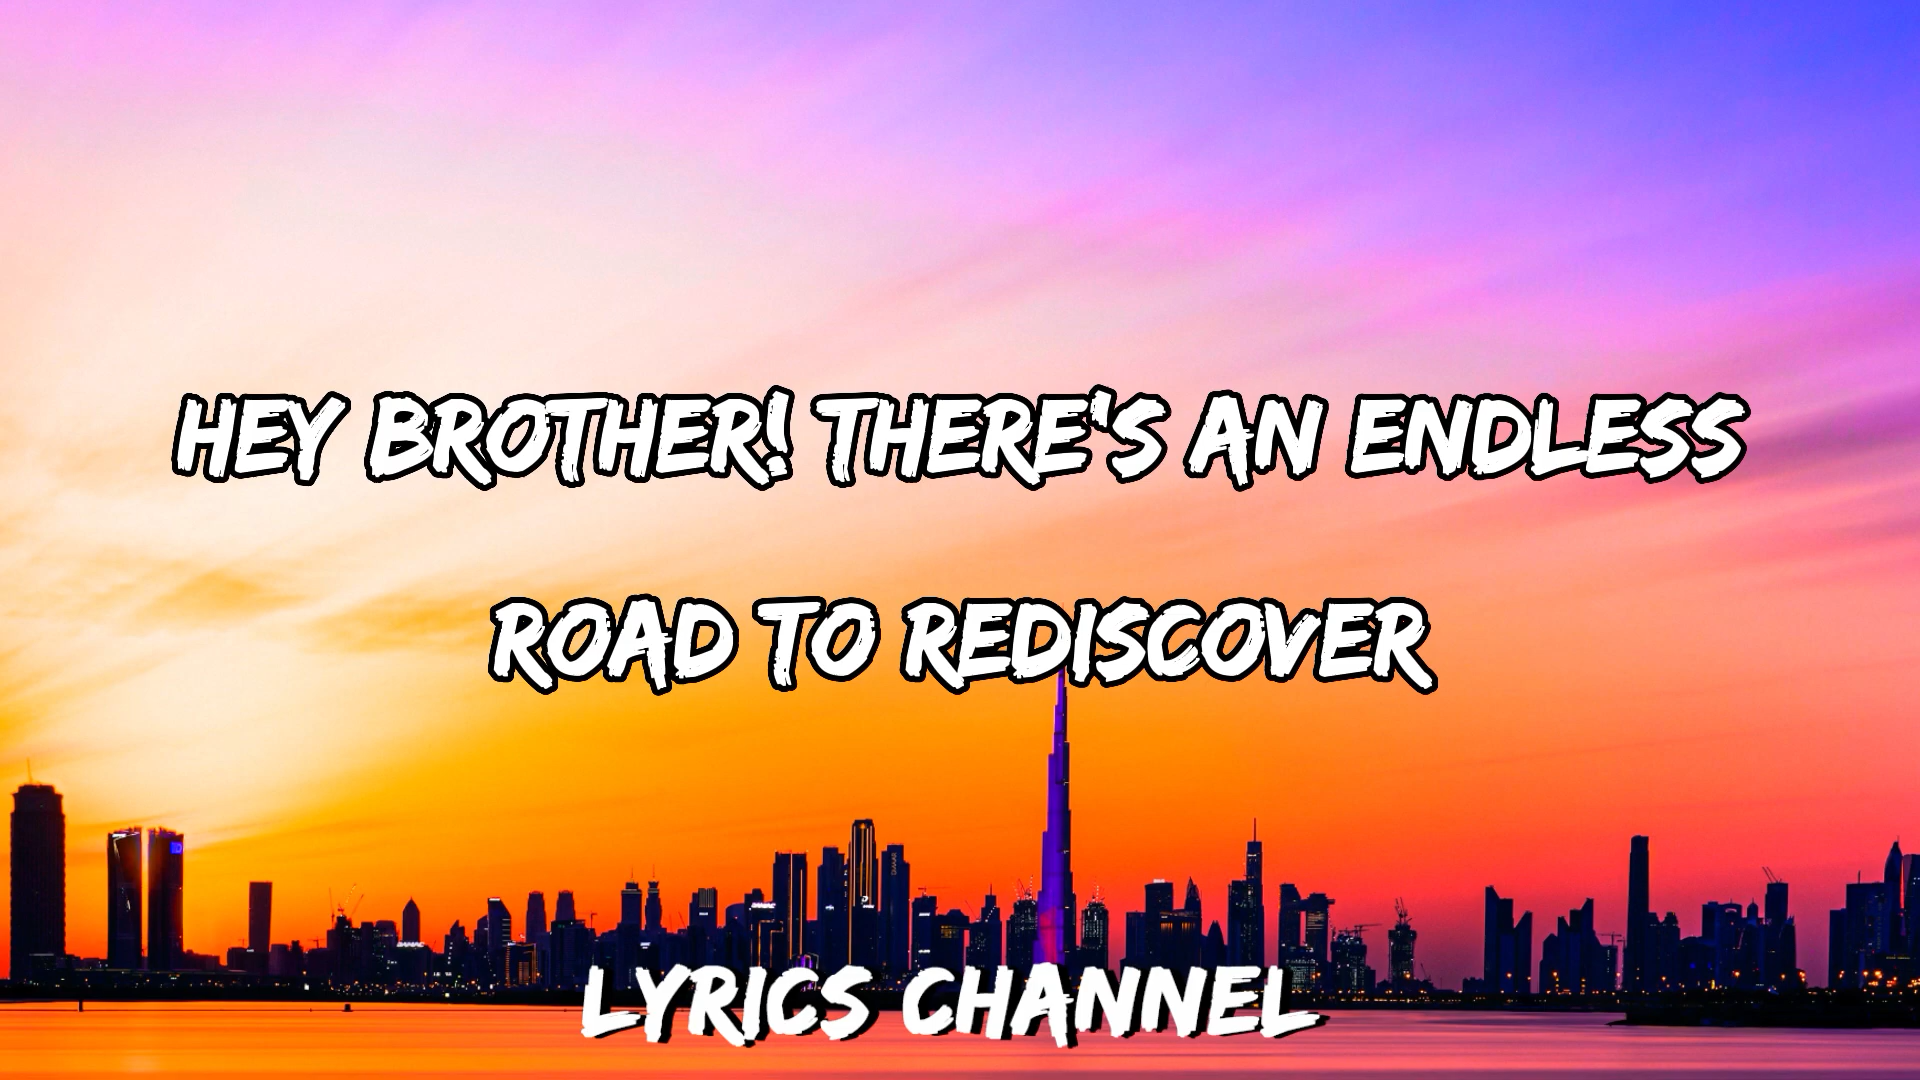 HEY BROTHER! THERE'S AN ENDLESS
ROAD TO REDISCOVER
LYRICS CHANNEL